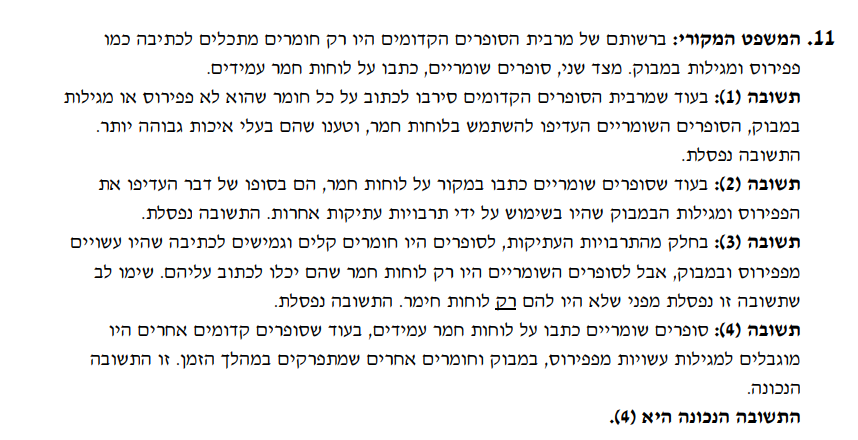 11. המשפט המקורי: ברשותם של מרבית הסופרים הקדומים היו רק חומרים מתכלים לכתיבה כמו
פפירוס ומגילות במבוק. מצד שני, סופרים שומריים, כתבו על לוחות חמר עמידים.
תשובה (1): בעוד שמרבית הסופרים הקדומים סירבו לכתוב על כל חומר שהוא לא פפירוס או מגילות
במבוק, הסופרים השומריים העדיפו להשתמש בלוחות חמר, וטענו שהם בעלי איכות גבוהה יותר.
התשובה נפסלת.
תשובה (2): בעוד שסופרים שומריים כתבו במקור על לוחות חמר, הם בסופו של דבר העדיפו את
הפפירוס ומגילות הבמבוק שהיו בשימוש על ידי תרבויות עתיקות אחרות. התשובה נפסלת.
תשובה (3): בחלק מהתרבויות העתיקות, לסופרים היו חומרים קלים וגמישים לכתיבה שהיו עשויים
מפפירוס ובמבוק, אבל לסופרים השומריים היו רק לוחות חמר שהם יכלו לכתוב עליהם. שימו לב
שתשובה זו נפסלת מפני שלא היו להם רק לוחות חימר. התשובה נפסלת.
תשובה (4): סופרים שומריים כתבו על לוחות חמר עמידים, בעוד שסופרים קדומים אחרים היו
מוגבלים למגילות עשויות מפפירוס, במבוק וחומרים אחרים שמתפרקים במהלך הזמן. זו התשובה
הנכונה.
התשובה הנכונה היא (4).